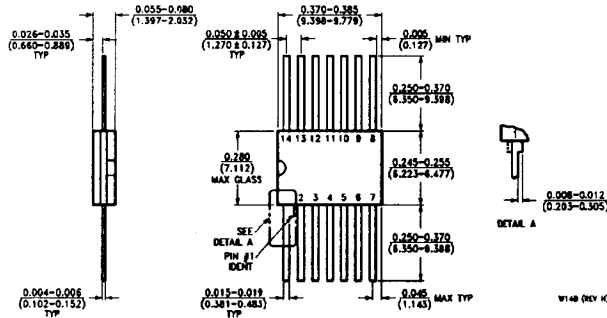 0.055-0.080
(1.397-2.032)
0.026-0.035
(0.660-0.889)
TYP
0.370-0.385
(9.398-9.779)
0.050±0.005
(1.270±0.127)
TYP
0.005
(0.127)
MIN TYP
0.250-0.370
(6.350-9.398)
14 13 12 11 10 9 8
0.280
(7.112)
MAX GLASS
0.245-0.255
(6.223-6.477)
2 3 4 5 6 7
SEE
DETAIL A
PIN #1
IDENT
0.250-0.370
(6.350-9.398)
0.008-0.012
(0.203-0.305)
DETAIL A
0.004-0.006
(0.102-0.152)
TYP
0.015-0.019
(0.381-0.483)
TYP
0.045
(1.143)
MAX TYP
W14B (REV H)